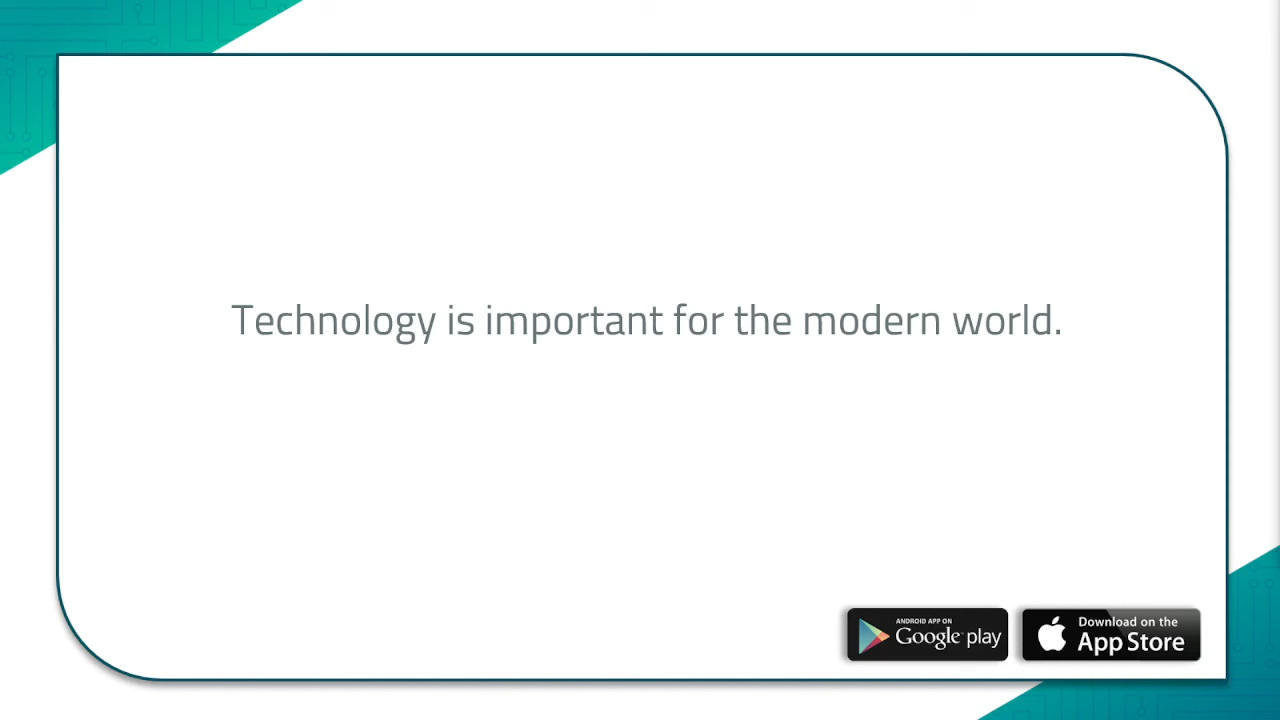 Technology is important for the modern world.
ANDROID APP ON
Google play
Download on the
App Store